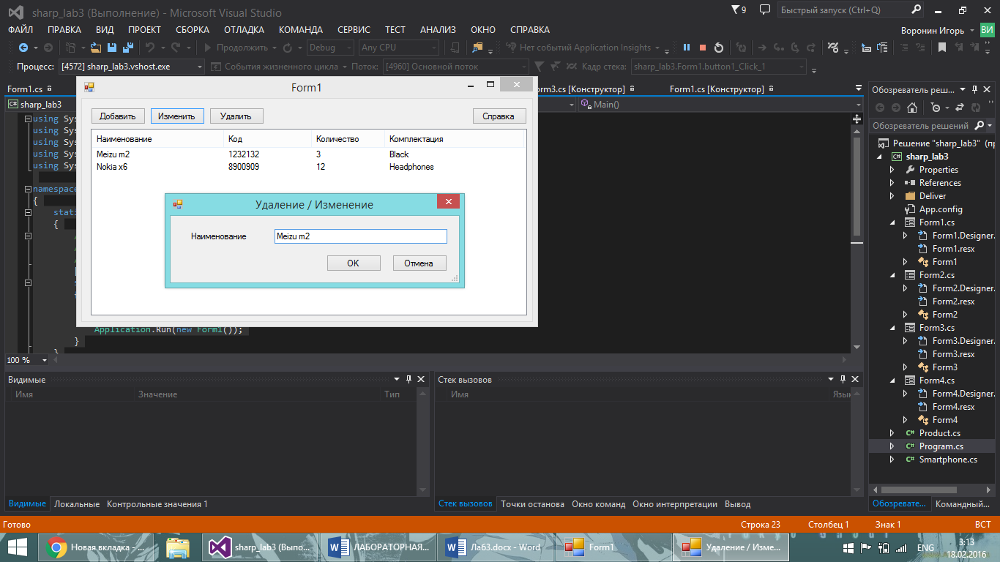 sharp_lab3 (Выполнение) - Microsoft Visual Studio
9
Быстрый запуск (Ctrl+Q)
ФАЙЛ ПРАВКА ВИД ПРОЕКТ СБОРКА ОТЛАДКА КОМАНДА СЕРВИС ТЕСТ АНАЛИЗ ОКНО СПРАВКА
Воронин Игорь ВИ
Продолжить Debug Any CPU Нет событий Application Insights
Процесс: [4572] sharp_lab3.vshost.exe События жизненного цикла Поток: [4960] Основной поток Кадр стека: sharp_lab3.Form1.button1_Click_1
Form1.cs rm3.cs [Конструктор] Form1.cs [Конструктор]
sharp_lab3 Main()
using Sys
using Sys
using Sys
using Sys
using Sys
namespace
{
stati
{
Application.Run(new Form1());
}
}
100 %
Form1
Добавить Изменить Удалить Справка
Наименование Код Количество Комплектация
Meizu m2 1232132 3 Black
Nokia x6 8900909 12 Headphones
Удаление / Изменение
Наименование Meizu m2
OK Отмена
Обозреватель реш...
Обозреватель решений
Решение "sharp_lab3" (пр
C# sharp_lab3
Properties
References
Deliver
App.config
Form1.cs
Form1.Designer.
Form1.resx
Form1
Form2.cs
Form2.Designer.
Form2.resx
Form2
Form3.cs
Form3.Designer.
Form3.resx
Form3
Form4.cs
Form4.Designer.
Form4.resx
Form4
C# Product.cs
C# Program.cs
C# Smartphone.cs
Обозревате... Командный...
Видимые
Имя Значение Тип
Видимые Локальные Контрольные значения 1
Стек вызовов
Имя Язык
Стек вызовов Точки останова Окно команд Окно интерпретации Вывод
Готово Строка 23 Столбец 1 Знак 1 ВСТ
Новая вкладка - ... sharp_lab3 (Выпо... ЛАБОРАТОРНАЯ... Лаб3.docx - Word Form1 Удаление / Изме...
ENG
3:13
18.02.2016